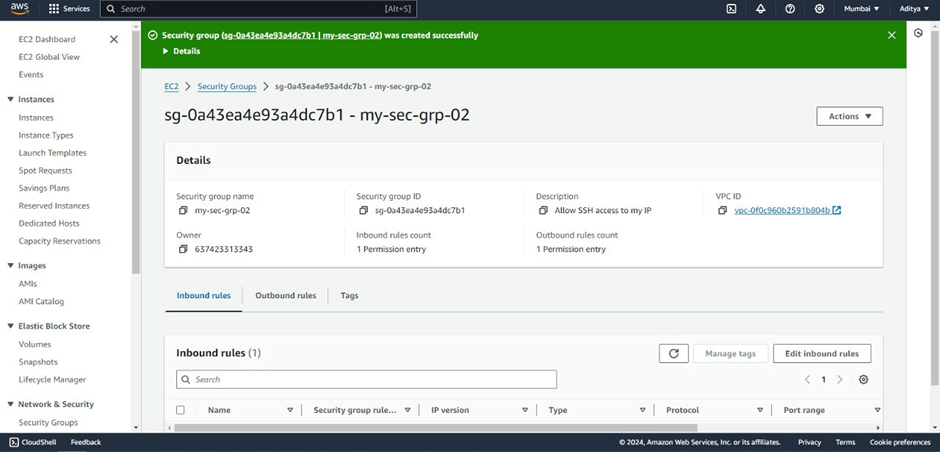 aws
Services
Search
[Alt+S]
Mumbai
Aditya
EC2 Dashboard
EC2 Global View
Events
Instances
Instances
Instance Types
Launch Templates
Spot Requests
Savings Plans
Reserved Instances
Dedicated Hosts
Capacity Reservations
Images
AMIs
AMI Catalog
Elastic Block Store
Volumes
Snapshots
Lifecycle Manager
Network & Security
Security Groups
Security group (sg-0a43ea4e93a4dc7b1 | my-sec-grp-02) was created successfully
Details
EC2 > Security Groups > sg-0a43ea4e93a4dc7b1 - my-sec-grp-02
sg-0a43ea4e93a4dc7b1 - my-sec-grp-02
Actions
Details
Security group name
my-sec-grp-02
Security group ID
sg-0a43ea4e93a4dc7b1
Description
Allow SSH access to my IP
VPC ID
vpc-0f0c960b2591b804b
Owner
637423313343
Inbound rules count
1 Permission entry
Outbound rules count
1 Permission entry
Inbound rules
Outbound rules
Tags
Inbound rules (1)
Manage tags
Edit inbound rules
Search
1
Name
Security group rule...
IP version
Type
Protocol
Port range
CloudShell
Feedback
© 2024, Amazon Web Services, Inc. or its affiliates.
Privacy
Terms
Cookie preferences